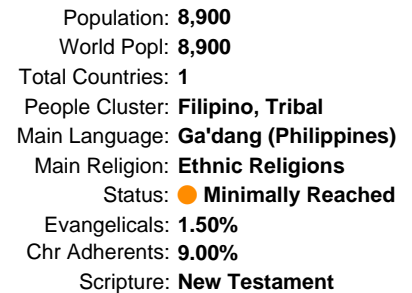 Population: 8,900
World Popl: 8,900
Total Countries: 1
People Cluster: Filipino, Tribal
Main Language: Ga'dang (Philippines)
Main Religion: Ethnic Religions
Status: Minimally Reached
Evangelicals: 1.50%
Chr Adherents: 9.00%
Scripture: New Testament